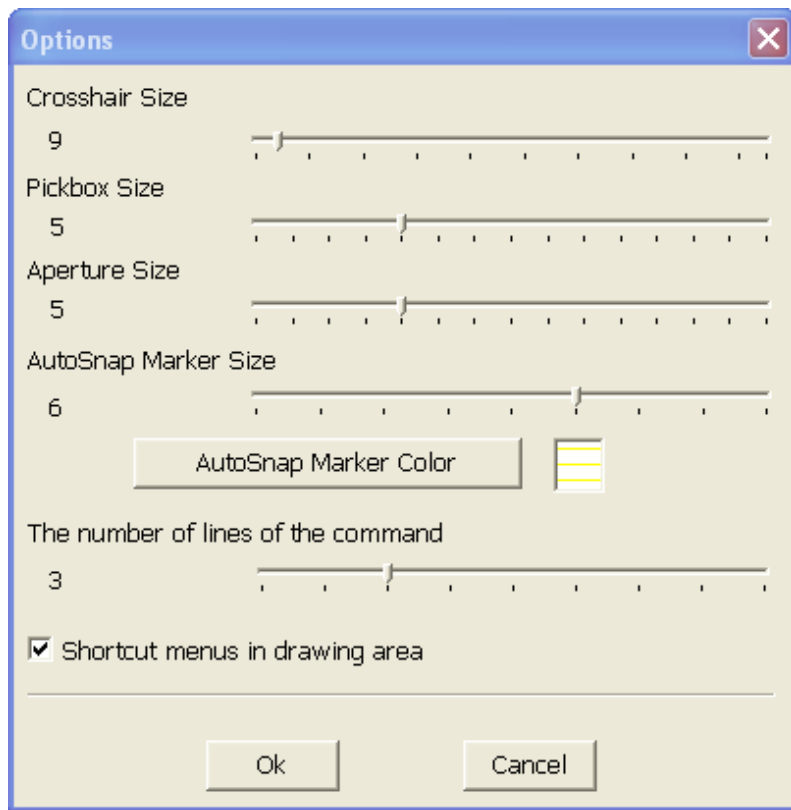 Options
Crosshair Size
9
Pickbox Size
5
Aperture Size
5
AutoSnap Marker Size
6
AutoSnap Marker Color
The number of lines of the command
3
Shortcut menus in drawing area
Ok
Cancel